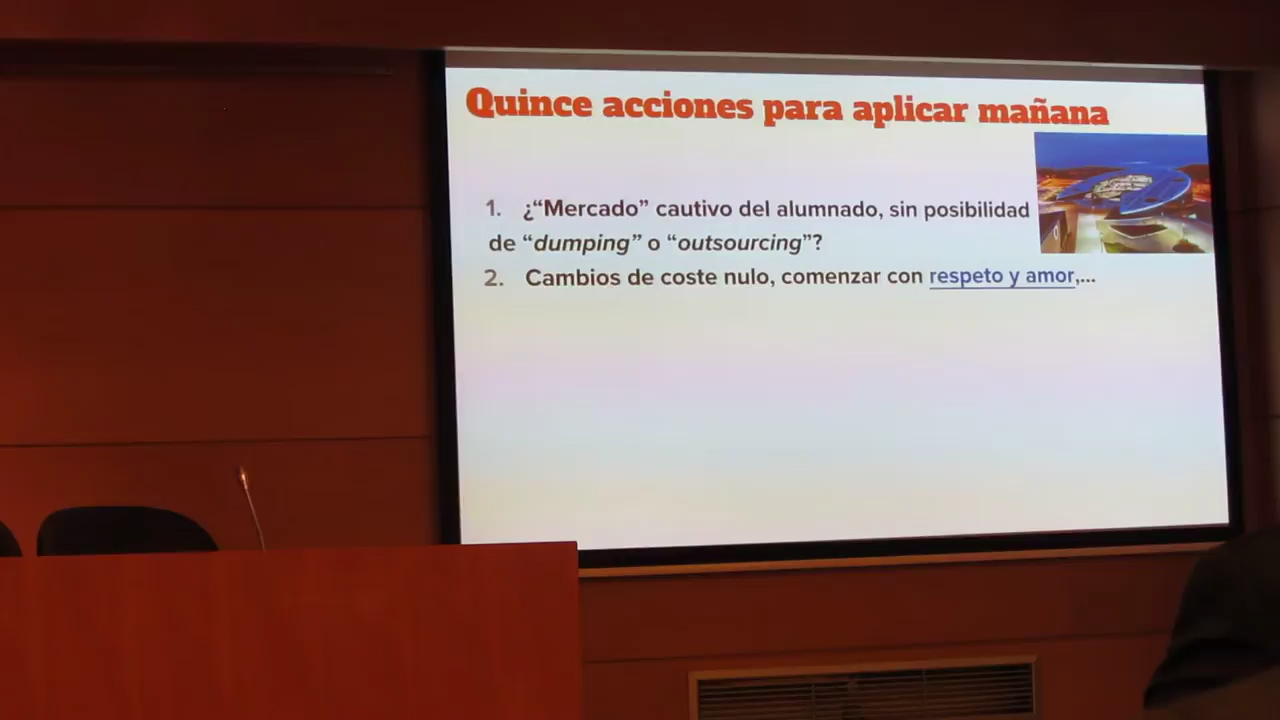 Quince acciones para aplicar mañana
1. ¿“Mercado” cautivo del alumnado, sin posibilidad
de “dumping” o “outsourcing”?
2. Cambios de coste nulo, comenzar con respeto y amor,...